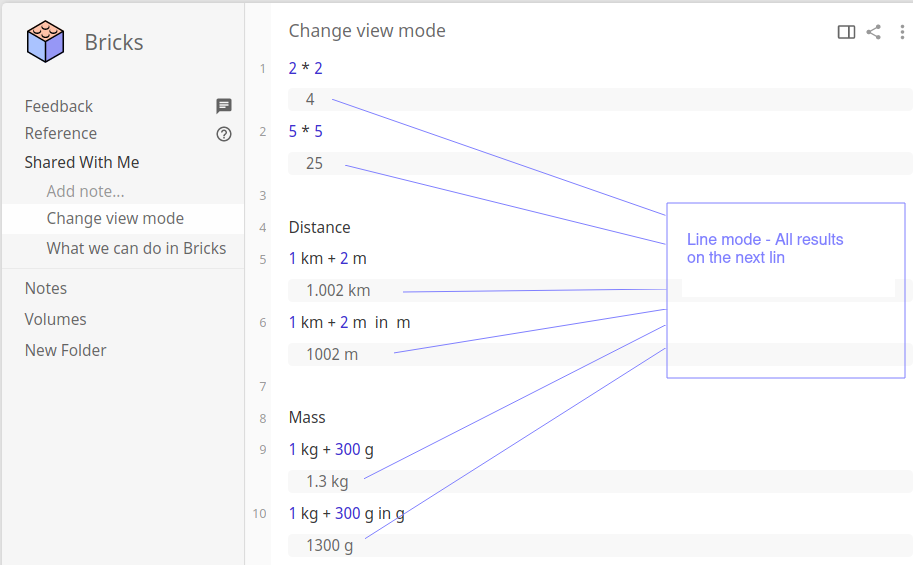 Bricks
Feedback
Reference
Shared With Me
Add note...
Change view mode
What we can do in Bricks
Notes
Volumes
New Folder
Change view mode
1 2 * 2
4
2 5 * 5
25
3
4 Distance
5 1 km + 2 m
1.002 km
6 1 km + 2 m in m
1002 m
7
8 Mass
9 1 kg + 300 g
1.3 kg
10 1 kg + 300 g in g
1300 g
Line mode - All results
on the next lin